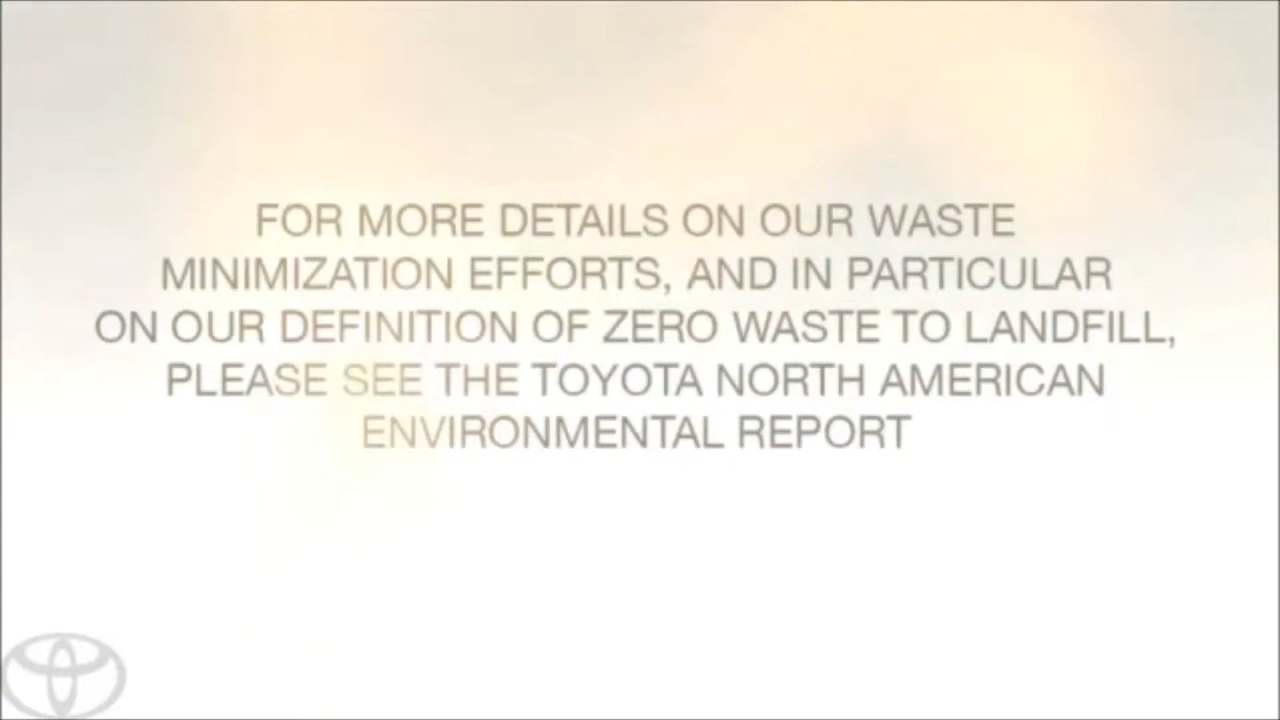 FOR MORE DETAILS ON OUR WASTE
MINIMIZATION EFFORTS, AND IN PARTICULAR
ON OUR DEFINITION OF ZERO WASTE TO LANDFILL,
PLEASE SEE THE TOYOTA NORTH AMERICAN
ENVIRONMENTAL REPORT